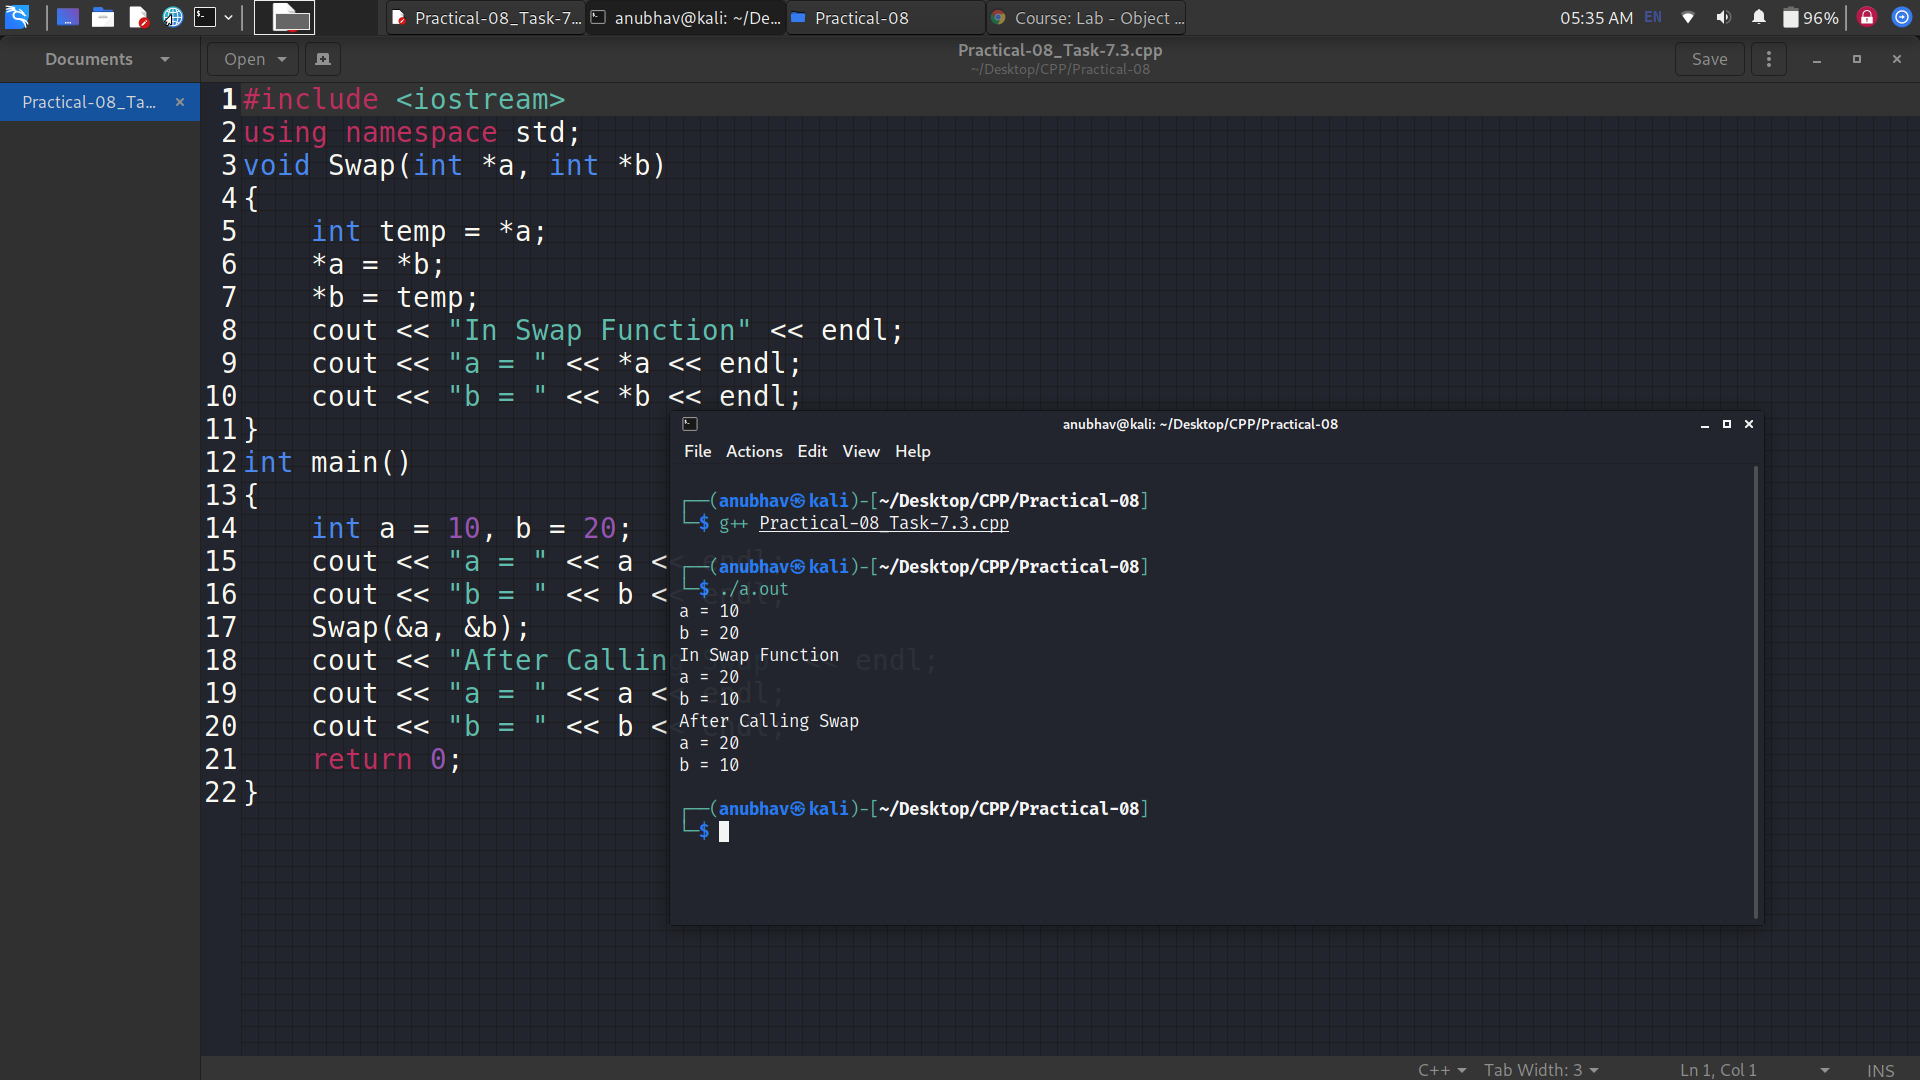 Practical-08_Task-7...
anubhav@kali: ~/De...
Practical-08
Course: Lab - Object ...
05:35 AM
EN
96%
Documents
Open
Practical-08_Task-7.3.cpp
~/Desktop/CPP/Practical-08
Save
Practical-08_Ta...
1 #include <iostream>
2 using namespace std;
3 void Swap(int *a, int *b)
4 {
5     int temp = *a;
6     *a = *b;
7     *b = temp;
8     cout << "In Swap Function" << endl;
9     cout << "a = " << *a << endl;
10     cout << "b = " << *b << endl;
11 }
12 int main()
13 {
14     int a = 10, b = 20;
15     cout << "a = " << a << endl;
16     cout << "b = " << b << endl;
17     Swap(&a, &b);
18     cout << "After Calling Swap" << endl;
19     cout << "a = " << a << endl;
20     cout << "b = " << b << endl;
21     return 0;
22 }
anubhav@kali: ~/Desktop/CPP/Practical-08
File Actions Edit View Help
┌──(anubhav㉿kali)-[~/Desktop/CPP/Practical-08]
└─$ g++ Practical-08_Task-7.3.cpp
┌──(anubhav㉿kali)-[~/Desktop/CPP/Practical-08]
└─$ ./a.out
a = 10
b = 20
In Swap Function
a = 20
b = 10
After Calling Swap
a = 20
b = 10
┌──(anubhav㉿kali)-[~/Desktop/CPP/Practical-08]
└─$
C++
Tab Width: 3
Ln 1, Col 1
INS